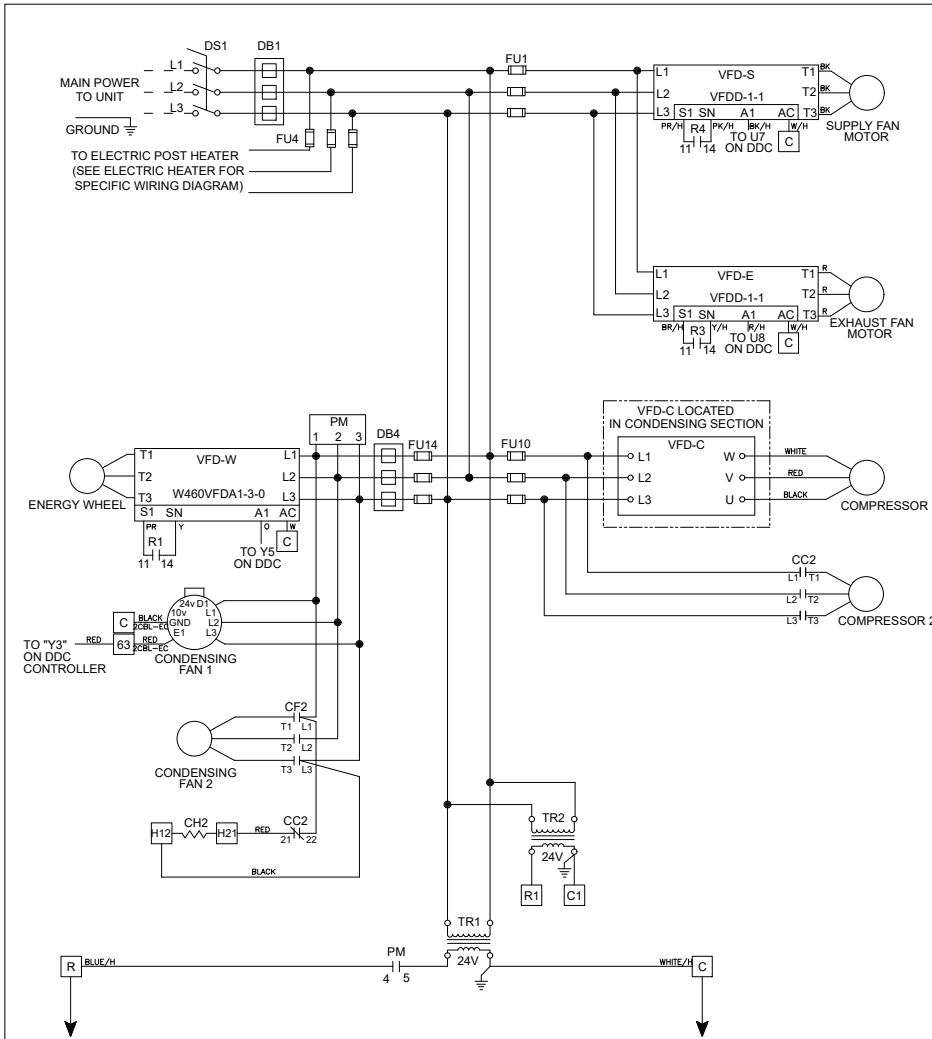 DS1 DB1 FU1
L1
L2
L3
MAIN POWER
TO UNIT
GROUND
FU4
TO ELECTRIC POST HEATER
(SEE ELECTRIC HEATER FOR
SPECIFIC WIRING DIAGRAM)
L1 VFD-S T1 BK
L2 T2 BK
L3 VFDD-1-1 T3 BK
S1 SN A1 AC
PR/H R4 PK/H BK/H W/H
11 14
TO U7
ON DDC
C
SUPPLY FAN
MOTOR
L1 VFD-E T1 R
L2 T2 R
L3 VFDD-1-1 T3 R
S1 SN A1 AC
BR/H R3 Y/H R/H W/H
11 14
TO U8
ON DDC
C
EXHAUST FAN
MOTOR
PM
1 2 3
DB4
FU14
FU10
VFD-C LOCATED
IN CONDENSING SECTION
VFD-C
L1 W WHITE
L2 V RED
L3 U BLACK
COMPRESSOR
T1 VFD-W L1
T2 L2
T3 W460VFDA1-3-0 L3
S1 SN A1 AC
PR Y O W
R1
11 14
TO Y5
ON DDC
C
ENERGY WHEEL
CC2
L1 T1
L2 T2
L3 T3
COMPRESSOR 2
24v D1
10v L1
GND L2
E1 L3
C BLACK
2CBL-EC
63 RED
2CBL-EC
RED
TO "Y3"
ON DDC
CONTROLLER
CONDENSING
FAN 1
CF2
T1 L1
T2 L2
T3 L3
CONDENSING
FAN 2
H12 CH2 H21 RED CC2
21 22
BLACK
TR2
24V
R1 C1
TR1
24V
R BLUE/H PM
4 5
WHITE/H C